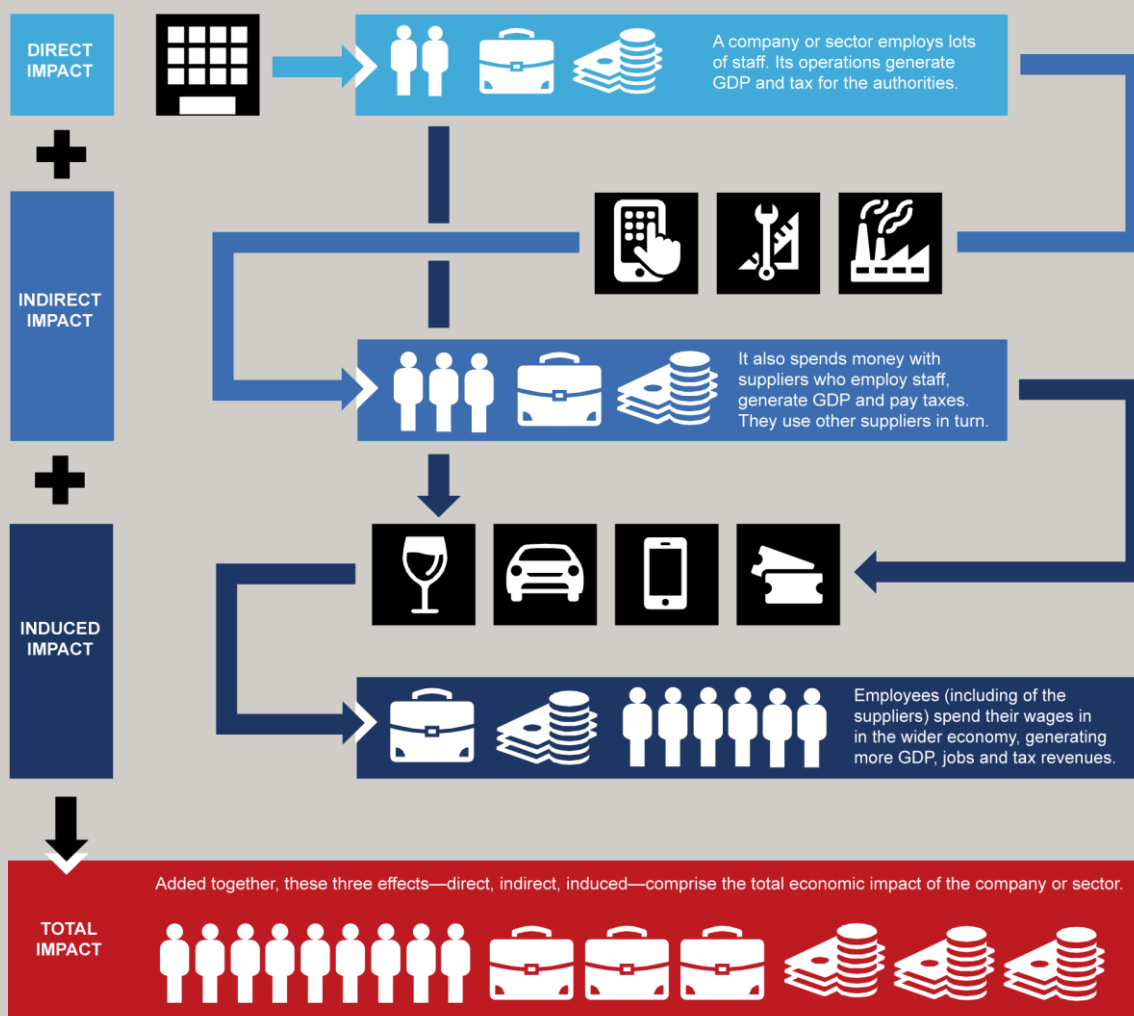 DIRECT
IMPACT
A company or sector employs lots
of staff. Its operations generate
GDP and tax for the authorities.
INDIRECT
IMPACT
It also spends money with
suppliers who employ staff,
generate GDP and pay taxes.
They use other suppliers in turn.
INDUCED
IMPACT
Employees (including of the
suppliers) spend their wages in
in the wider economy, generating
more GDP, jobs and tax revenues.
Added together, these three effects—direct, indirect, induced—comprise the total economic impact of the company or sector.
TOTAL
IMPACT